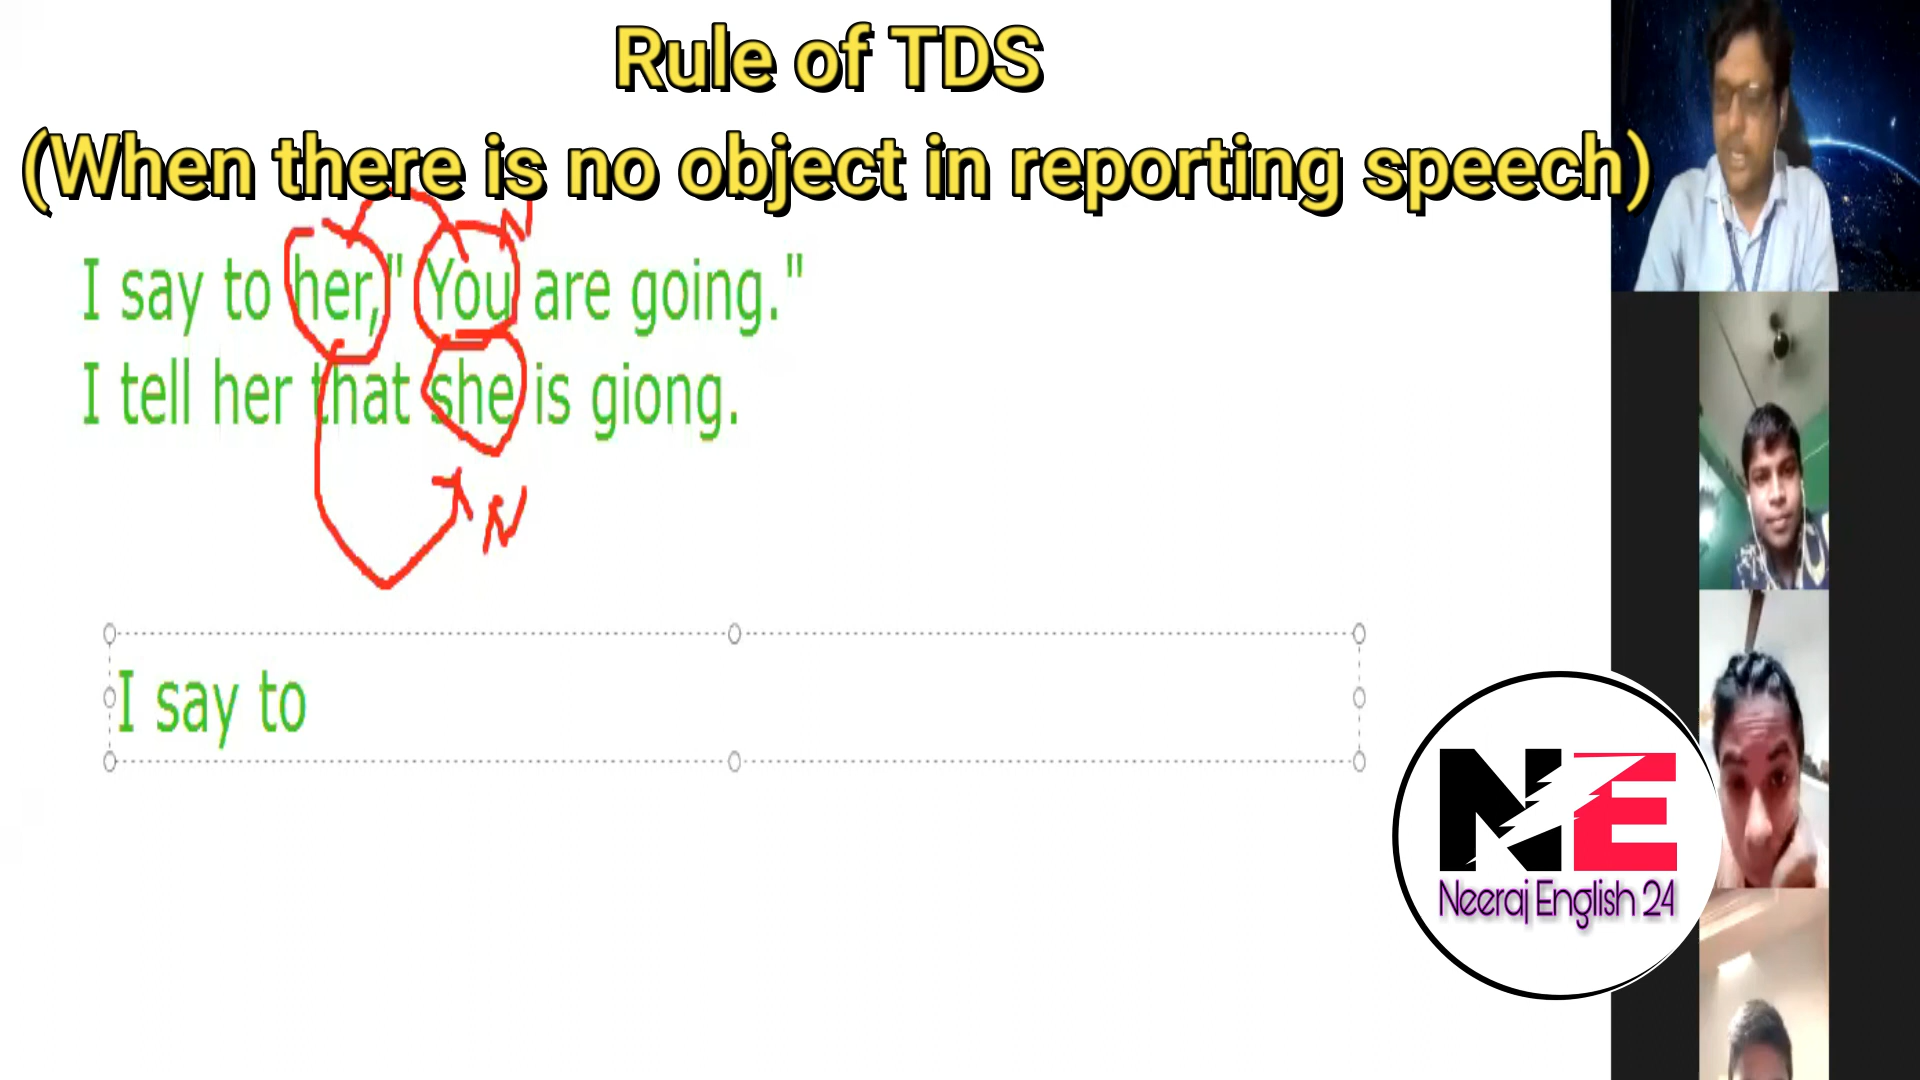 Rule of TDS
(When there is no object in reporting speech)
N
I say to her," You are going."
I tell her that she is giong.
N
I say to
NE
Neeraj English 24